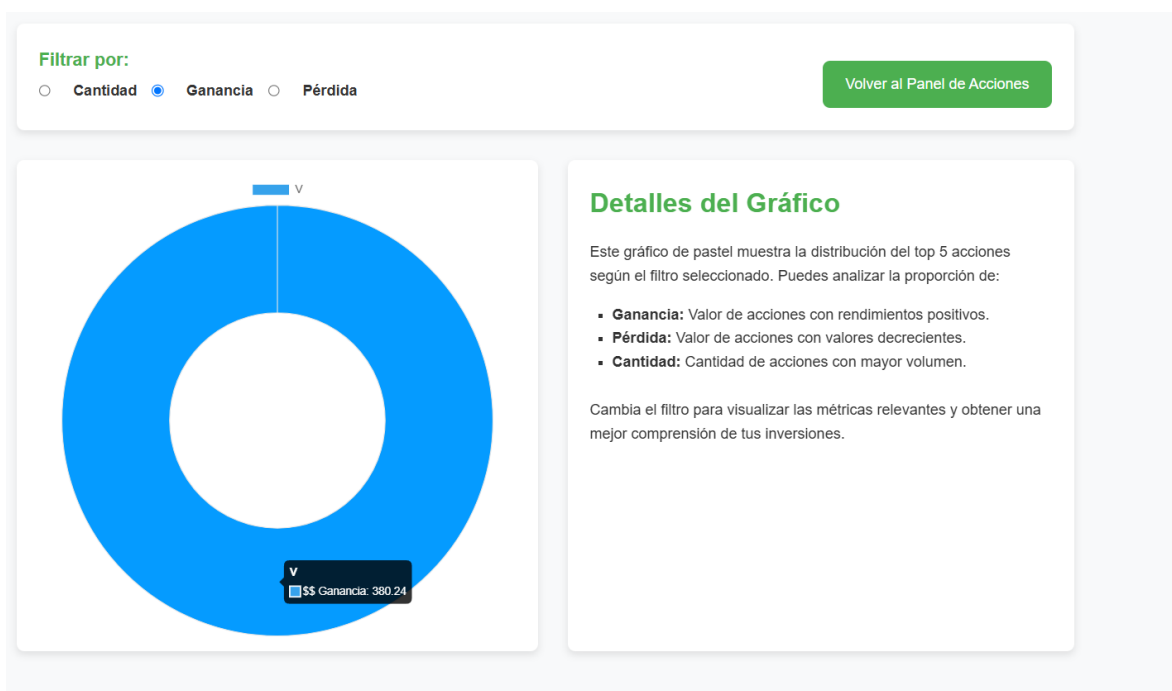 Filtrar por:
Cantidad Ganancia Pérdida
Volver al Panel de Acciones
V
V
$$ Ganancia: 380.24
Detalles del Gráfico
Este gráfico de pastel muestra la distribución del top 5 acciones
según el filtro seleccionado. Puedes analizar la proporción de:
Ganancia: Valor de acciones con rendimientos positivos.
Pérdida: Valor de acciones con valores decrecientes.
Cantidad: Cantidad de acciones con mayor volumen.
Cambia el filtro para visualizar las métricas relevantes y obtener una
mejor comprensión de tus inversiones.